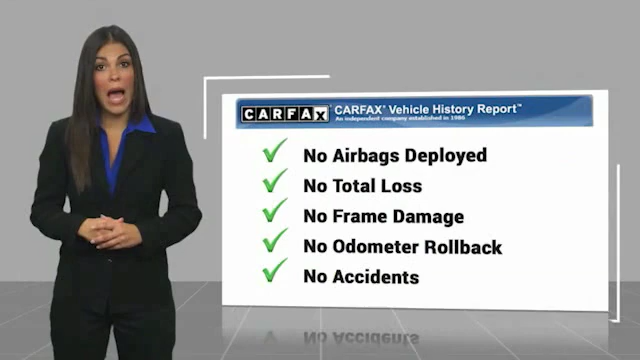 CARFAX CARFAX® Vehicle History Report™
An independent company established in 1986
No Airbags Deployed
No Total Loss
No Frame Damage
No Odometer Rollback
No Accidents